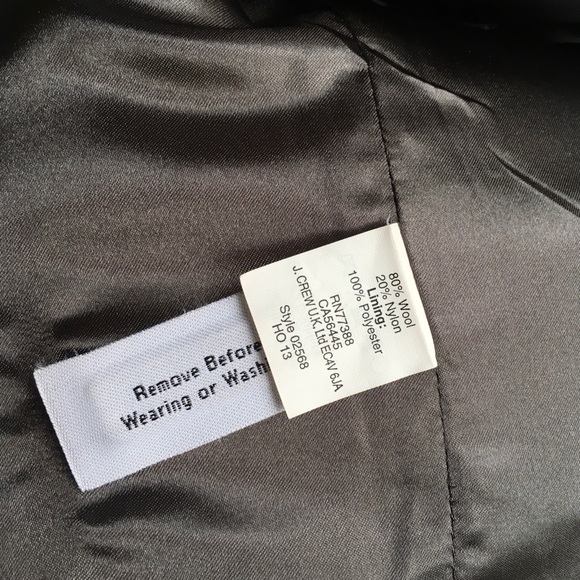 80% Wool
20% Nylon
Lining:
100% Polyester
RN77388
CA56445
J. CREW U.K. Ltd EC4V 6JA
Style 02568
HO 13
Remove Before
Wearing or Wash